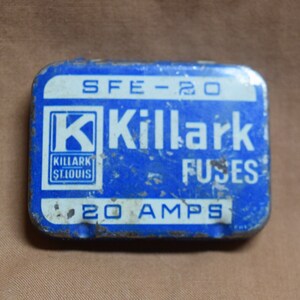 SFE-20
K
KILLARK
ST.LOUIS
Killark
FUSES
20 AMPS